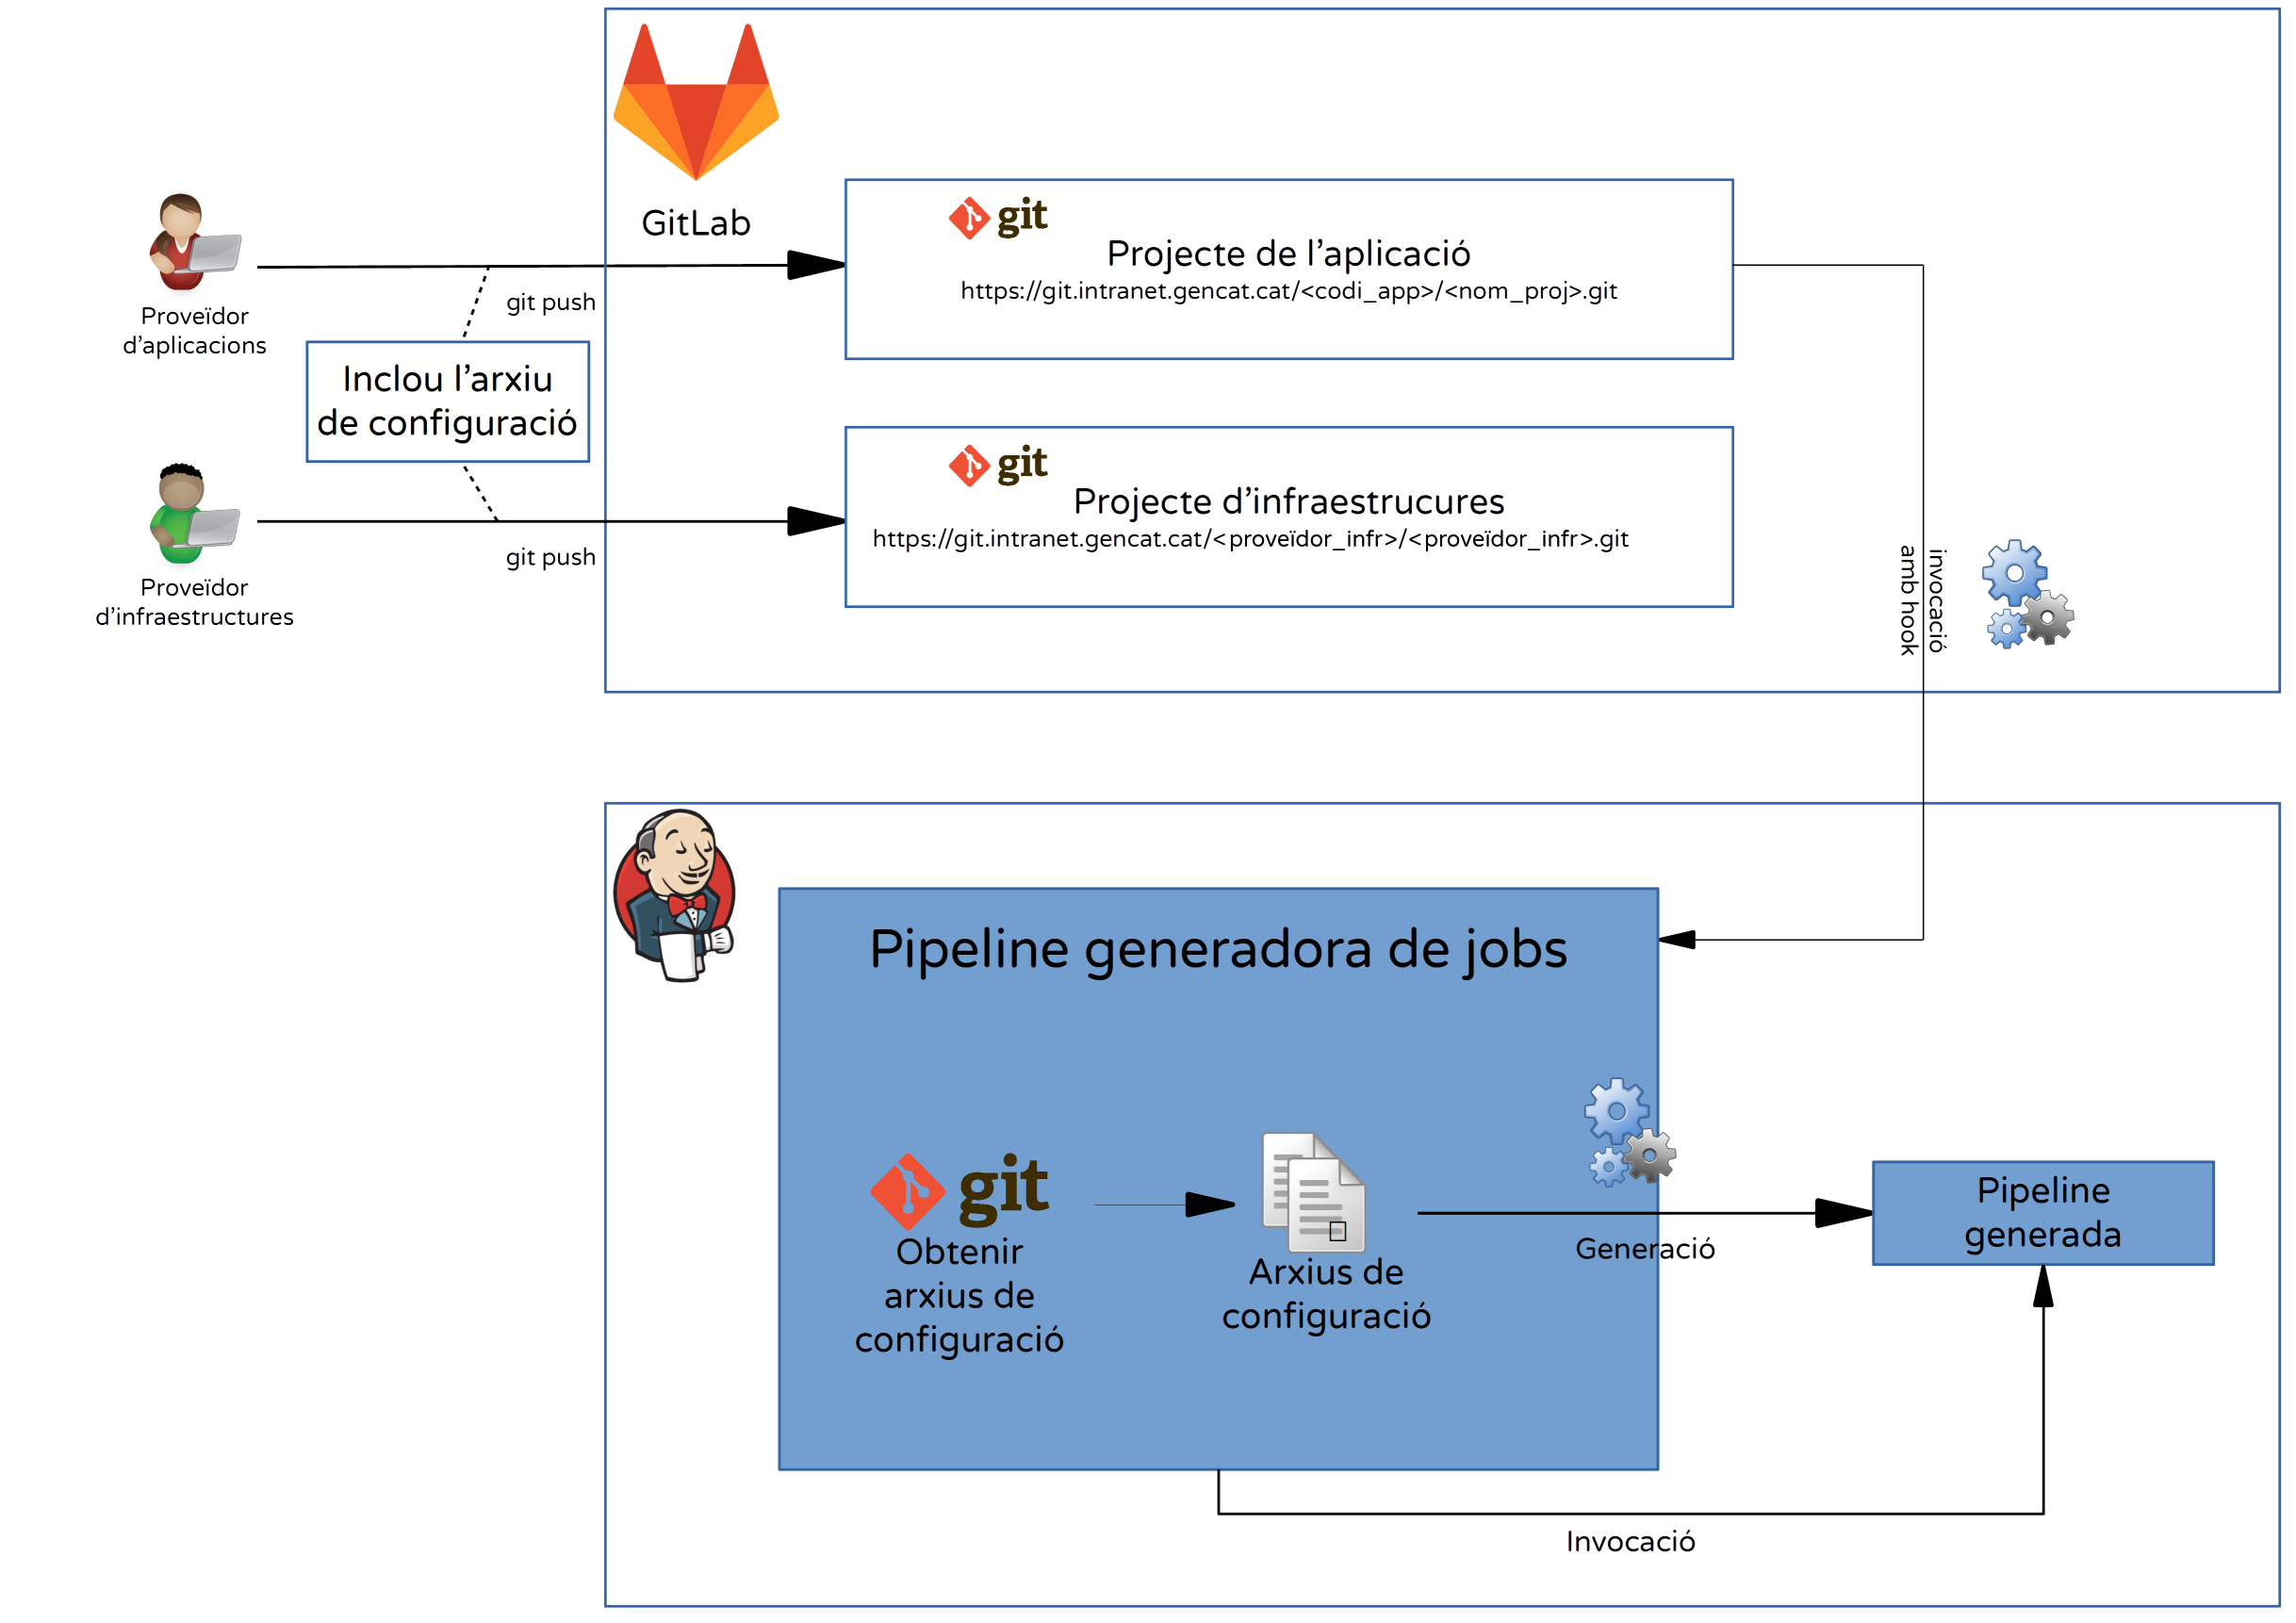 GitLab
git
Projecte de l'aplicació
https://git.intranet.gencat.cat/<codi_app>/<nom_proj>.git
git push
Proveïdor
d'aplicacions
Inclou l'arxiu
de configuració
git
Projecte d'infraestrucures
https://git.intranet.gencat.cat/<proveïdor_infr>/<proveïdor_infr>.git
git push
Proveïdor
d'infraestructures
invocació
amb hook
Pipeline generadora de jobs
git
Obtenir
arxius de
configuració
Arxius de
configuració
Generació
Pipeline
generada
Invocació